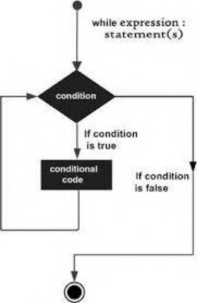 while expression :
statement(s)
condition
If condition
is true
conditional
code
If condition
is false